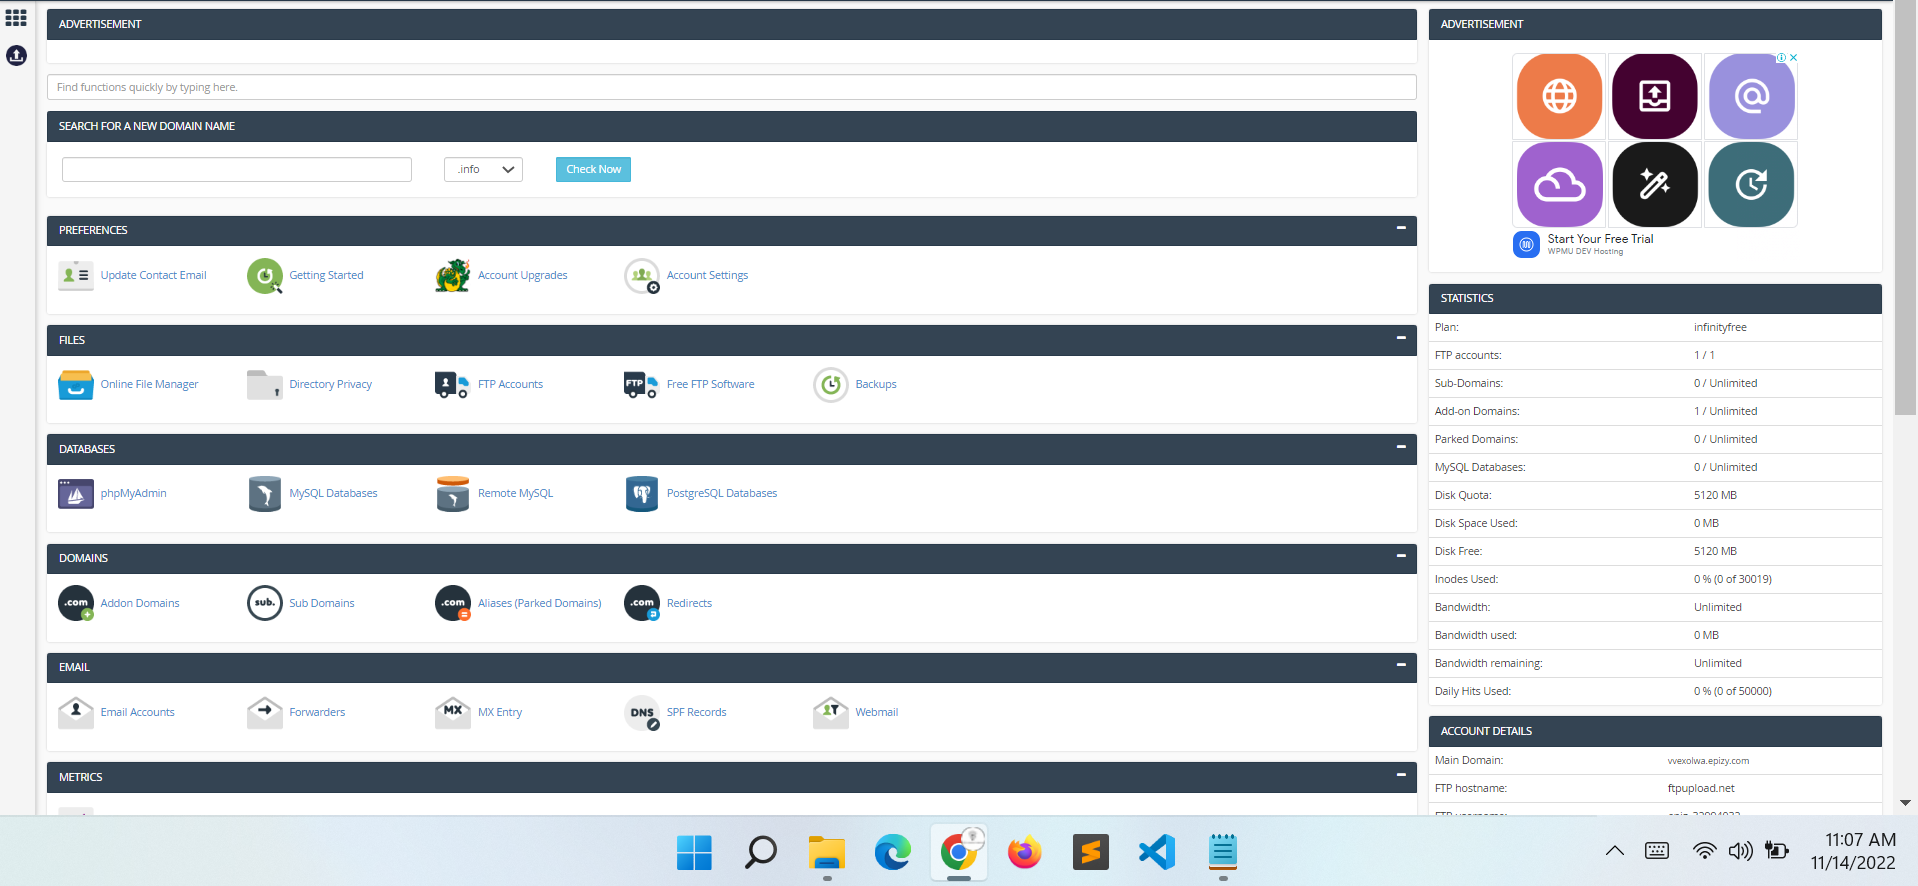 ADVERTISEMENT
Find functions quickly by typing here.
SEARCH FOR A NEW DOMAIN NAME
.info
Check Now
PREFERENCES
Update Contact Email
Getting Started
Account Upgrades
Account Settings
FILES
Online File Manager
Directory Privacy
FTP Accounts
FTP
Free FTP Software
Backups
DATABASES
phpMyAdmin
MySQL Databases
Remote MySQL
PostgreSQL Databases
DOMAINS
.com
Addon Domains
sub.
Sub Domains
.com
Aliases (Parked Domains)
.com
Redirects
EMAIL
Email Accounts
Forwarders
MX
MX Entry
DNS
SPF Records
Webmail
METRICS
ADVERTISEMENT
Start Your Free Trial
WPMU DEV Hosting
STATISTICS
Plan: infinityfree
FTP accounts: 1 / 1
Sub-Domains: 0 / Unlimited
Add-on Domains: 1 / Unlimited
Parked Domains: 0 / Unlimited
MySQL Databases: 0 / Unlimited
Disk Quota: 5120 MB
Disk Space Used: 0 MB
Disk Free: 5120 MB
Inodes Used: 0 % (0 of 30019)
Bandwidth: Unlimited
Bandwidth used: 0 MB
Bandwidth remaining: Unlimited
Daily Hits Used: 0 % (0 of 50000)
ACCOUNT DETAILS
Main Domain: vvexolwa.epizy.com
FTP hostname: ftpupload.net
11:07 AM
11/14/2022